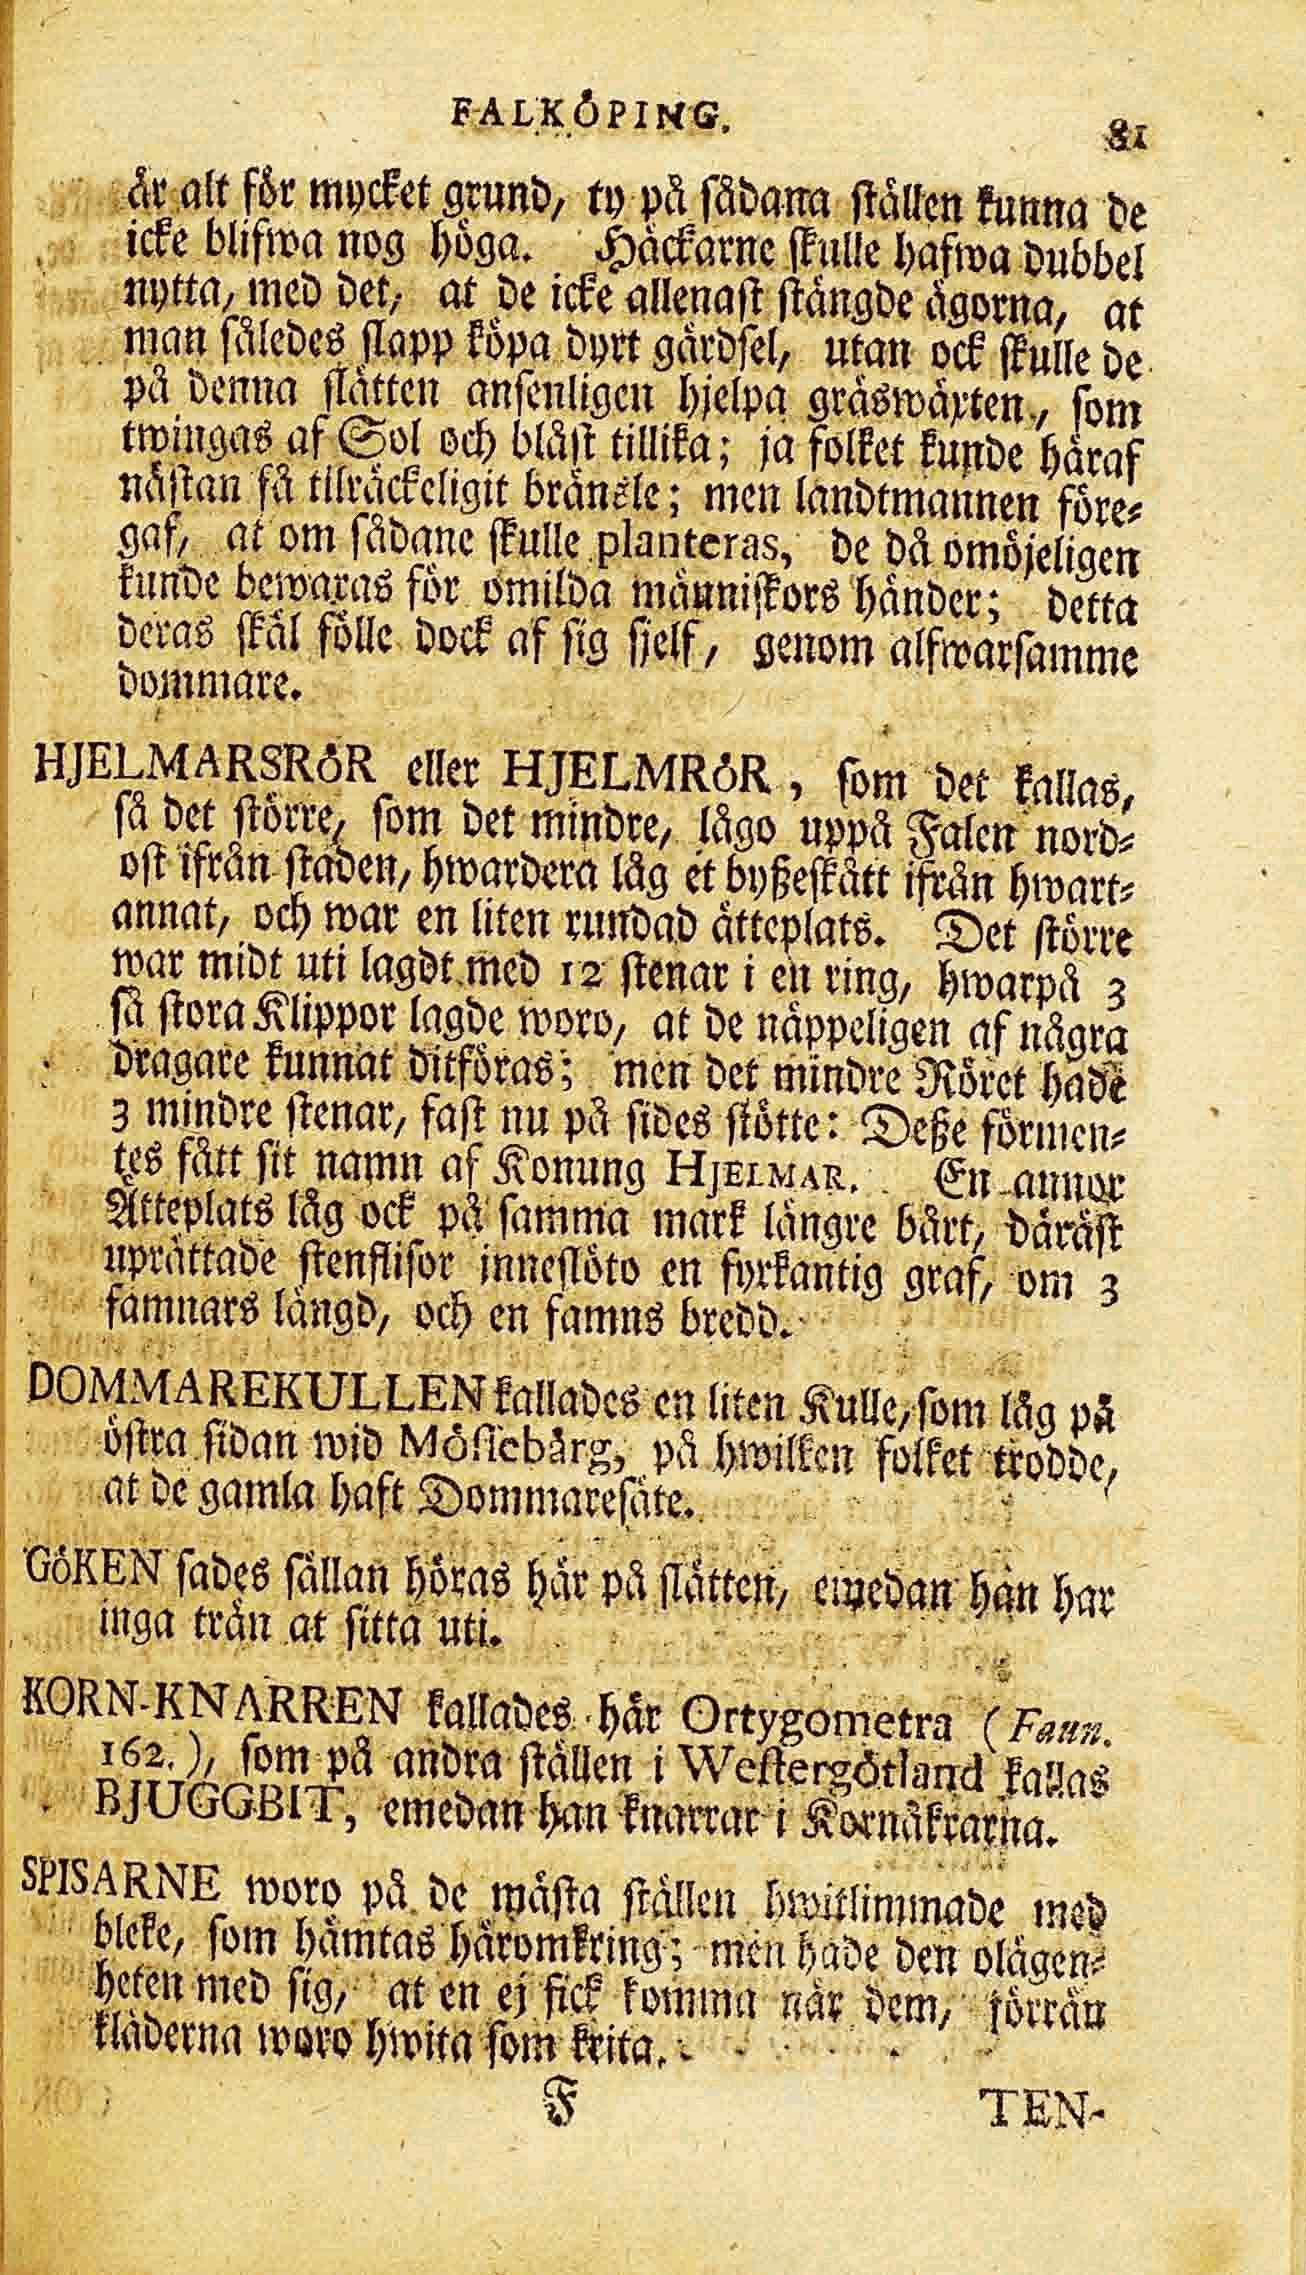 FALKÖPING. 81
är alt för mycket grund, ty på sådana ställen kunna de
icke blifwa nog höga. Häckarne skulle hafwa dubbel
nytta, med det, at de icke allenast stängde ägorna, at
man således slapp köpa dyrt gärdsel, utan ock skulle de
på denna slätten ansenligen hjelpa gräswäxten, som
twingas af Sol och blåst tillika; ja folket kunde häraf
nästan få tilräckeligit bränsle; men landtmannen före-
gaf, at om sådane skulle planteras, de då omöjeligen
kunde bewaras för omilda människors händer; detta
deras skäl fölle dock af sig sjelf, genom alfwarsamme
dommare.
HJELMARSRÖR eller HJELMRÖR, som det kallas,
så det större, som det mindre, lågo uppå Falen nord-
ost ifrån staden, hwardera låg et byßeskått ifrån hwart-
annat, och war en liten rundad ätteplats. Det större
war midt uti lagdt med 12 stenar i en ring, hwarpå 3
så stora Klippor lagde woro, at de näppeligen af några
dragare kunnat ditföras; men det mindre Röret hade
3 mindre stenar, fast nu på sides stötte: Deße förmen-
tes fått sit namn af Konung HJELMAR. En annor
Ätteplats låg ock på samma mark längre bårt, däräst
uprättade stenflisor inneslöto en fyrkantig graf, om 3
famnars längd, och en famns bredd.
DOMMAREKULLEN kallades en liten Kulle, som låg på
östra sidan wid Mösiebärg, på hwilken folket trodde,
at de gamla haft Dommaresäte.
GÖKEN sades sällan höras här på slätten, emedan han har
inga trän at sitta uti.
KORN-KNARREN kallades här Ortygometra (Faun.
162.), som på andra ställen i Westergötland kallas
BJUGGBIT, emedan han knarrar i Kornåkrarna.
SPISARNE woro på de mästa ställen hwitlimmade med
bleke, som hämtas häromkring; men hade den olägen-
heten med sig, at en ej fick komma när dem, förrän
kläderna woro hwita som krita.
F TEN-